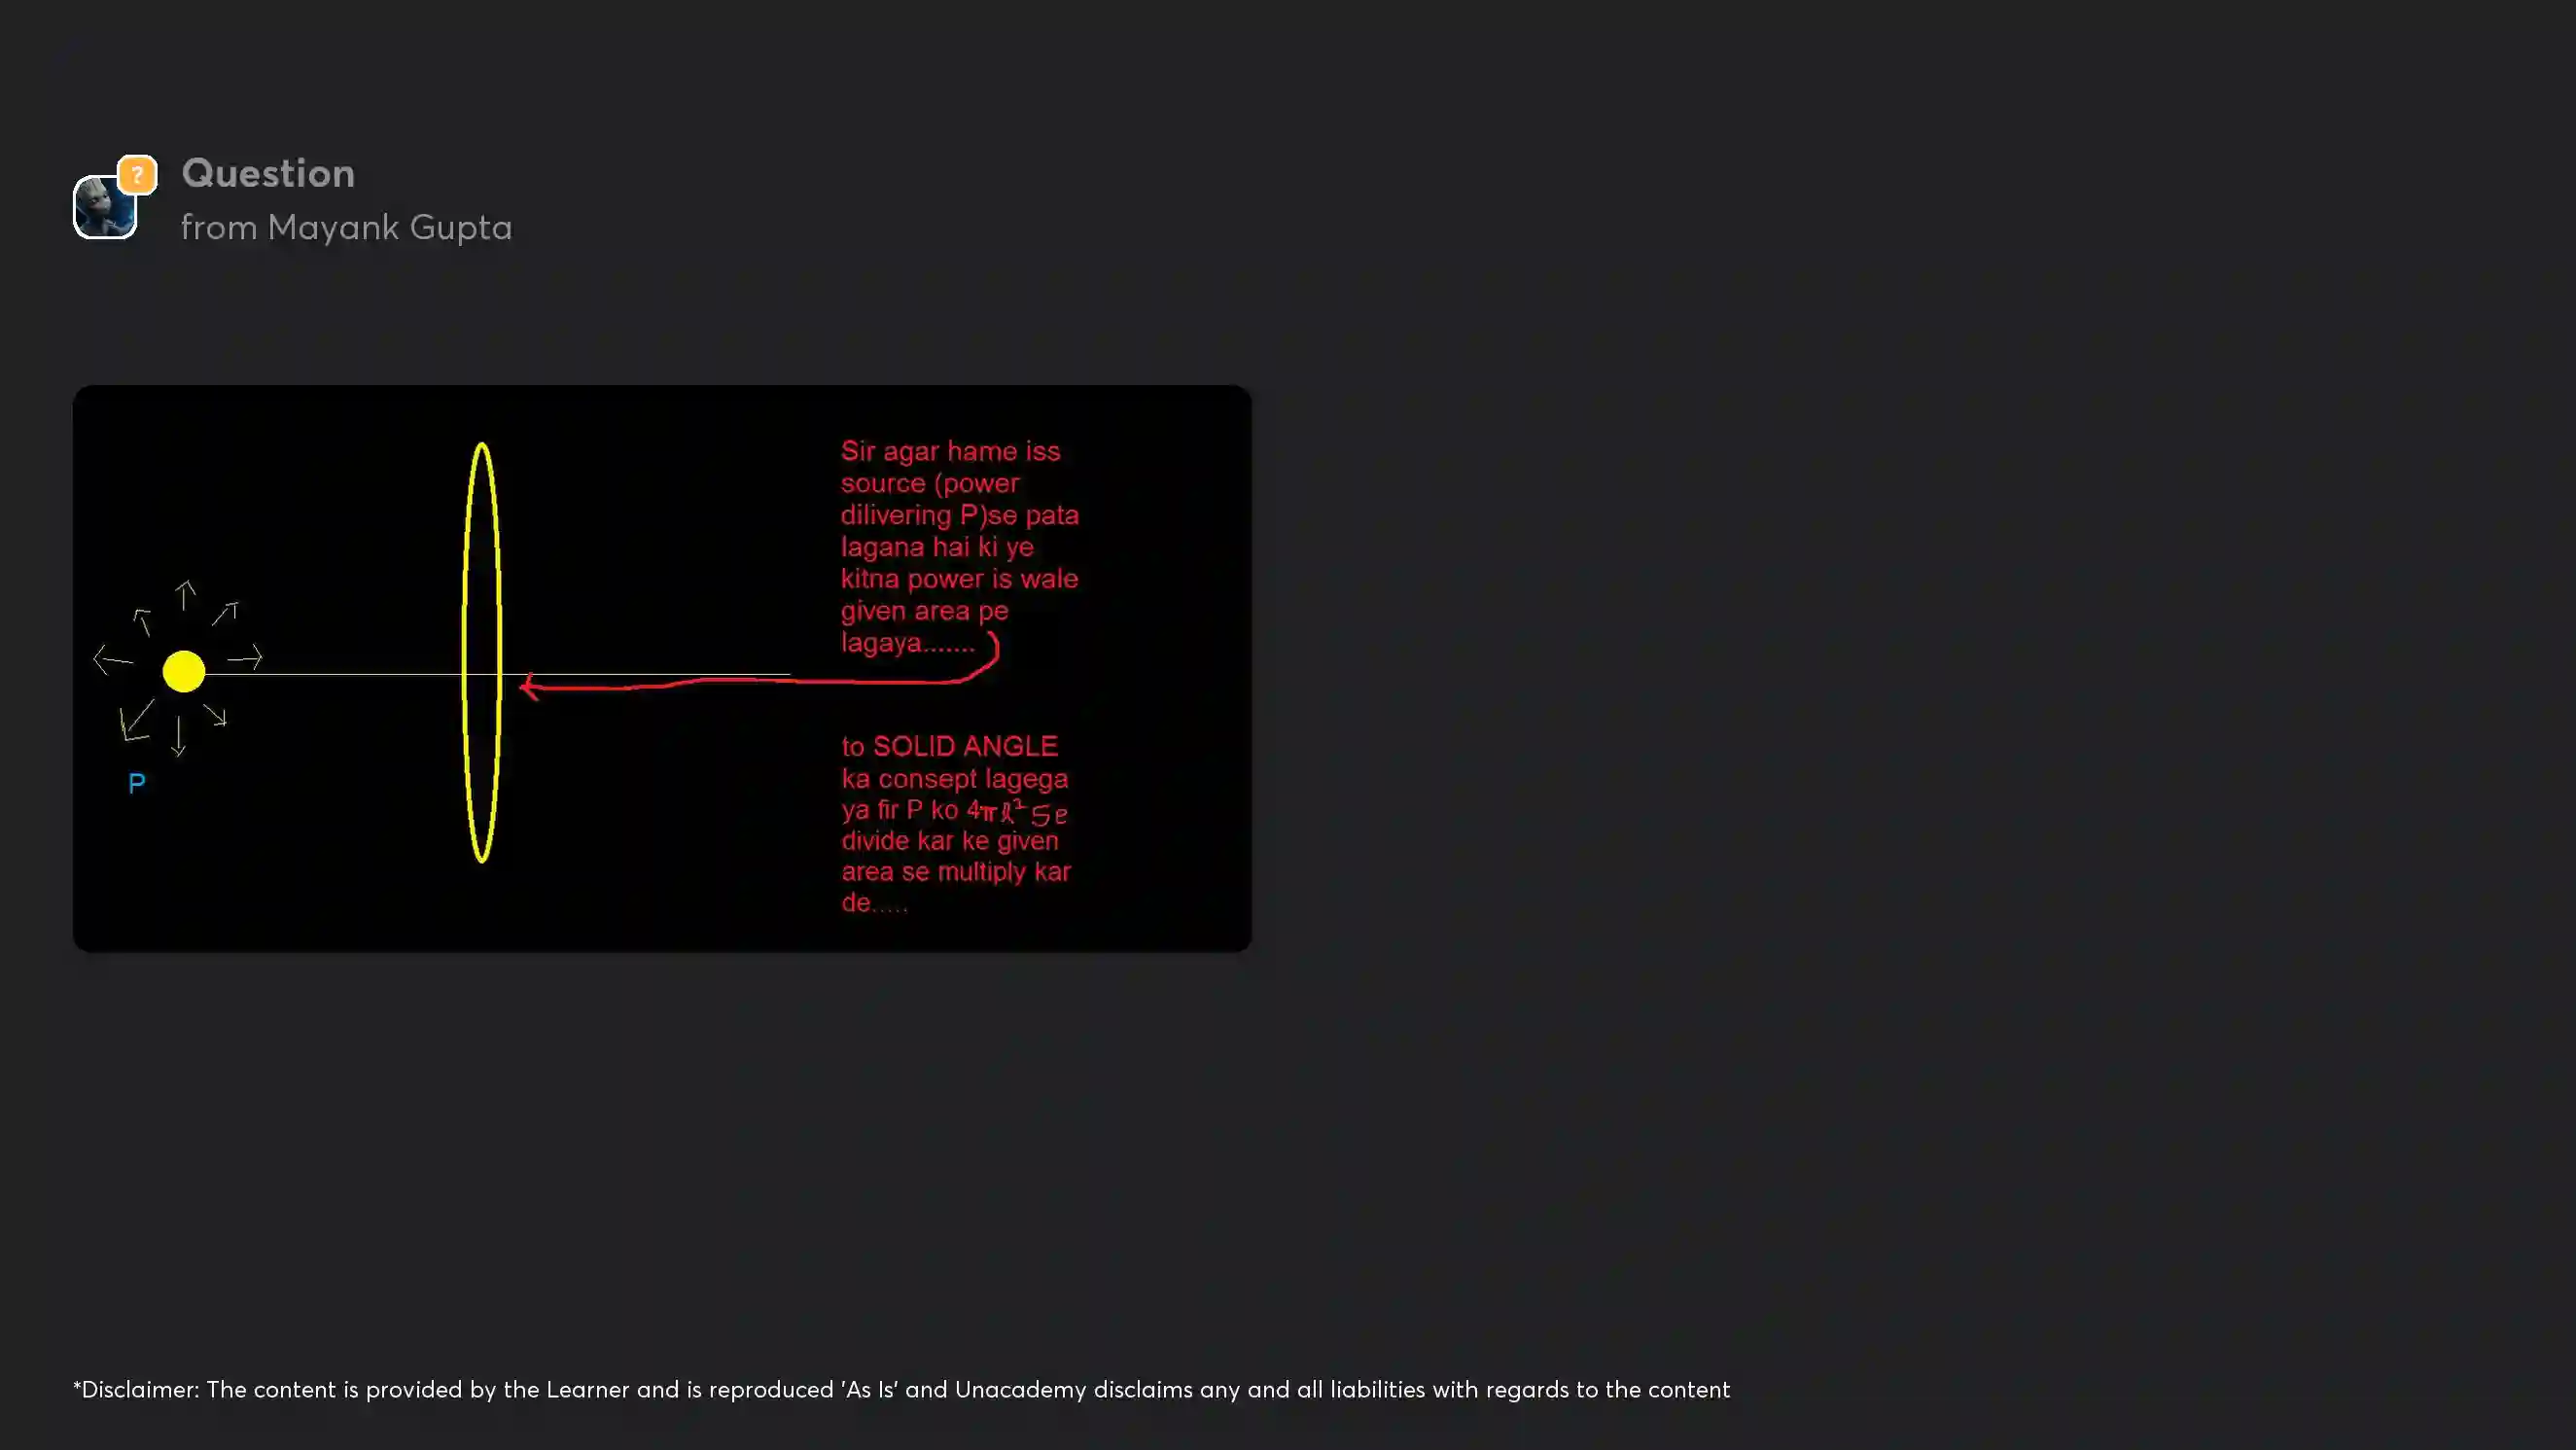 ?
Question
from Mayank Gupta
Sir agar hame iss
source (power
dilivering P)se pata
lagana hai ki ye
kitna power is wale
given area pe
lagaya.......
to SOLID ANGLE
ka consept lagega
ya fir P ko 4πl² se
divide kar ke given
area se multiply kar
de.....
P
*Disclaimer: The content is provided by the Learner and is reproduced 'As Is' and Unacademy disclaims any and all liabilities with regards to the content